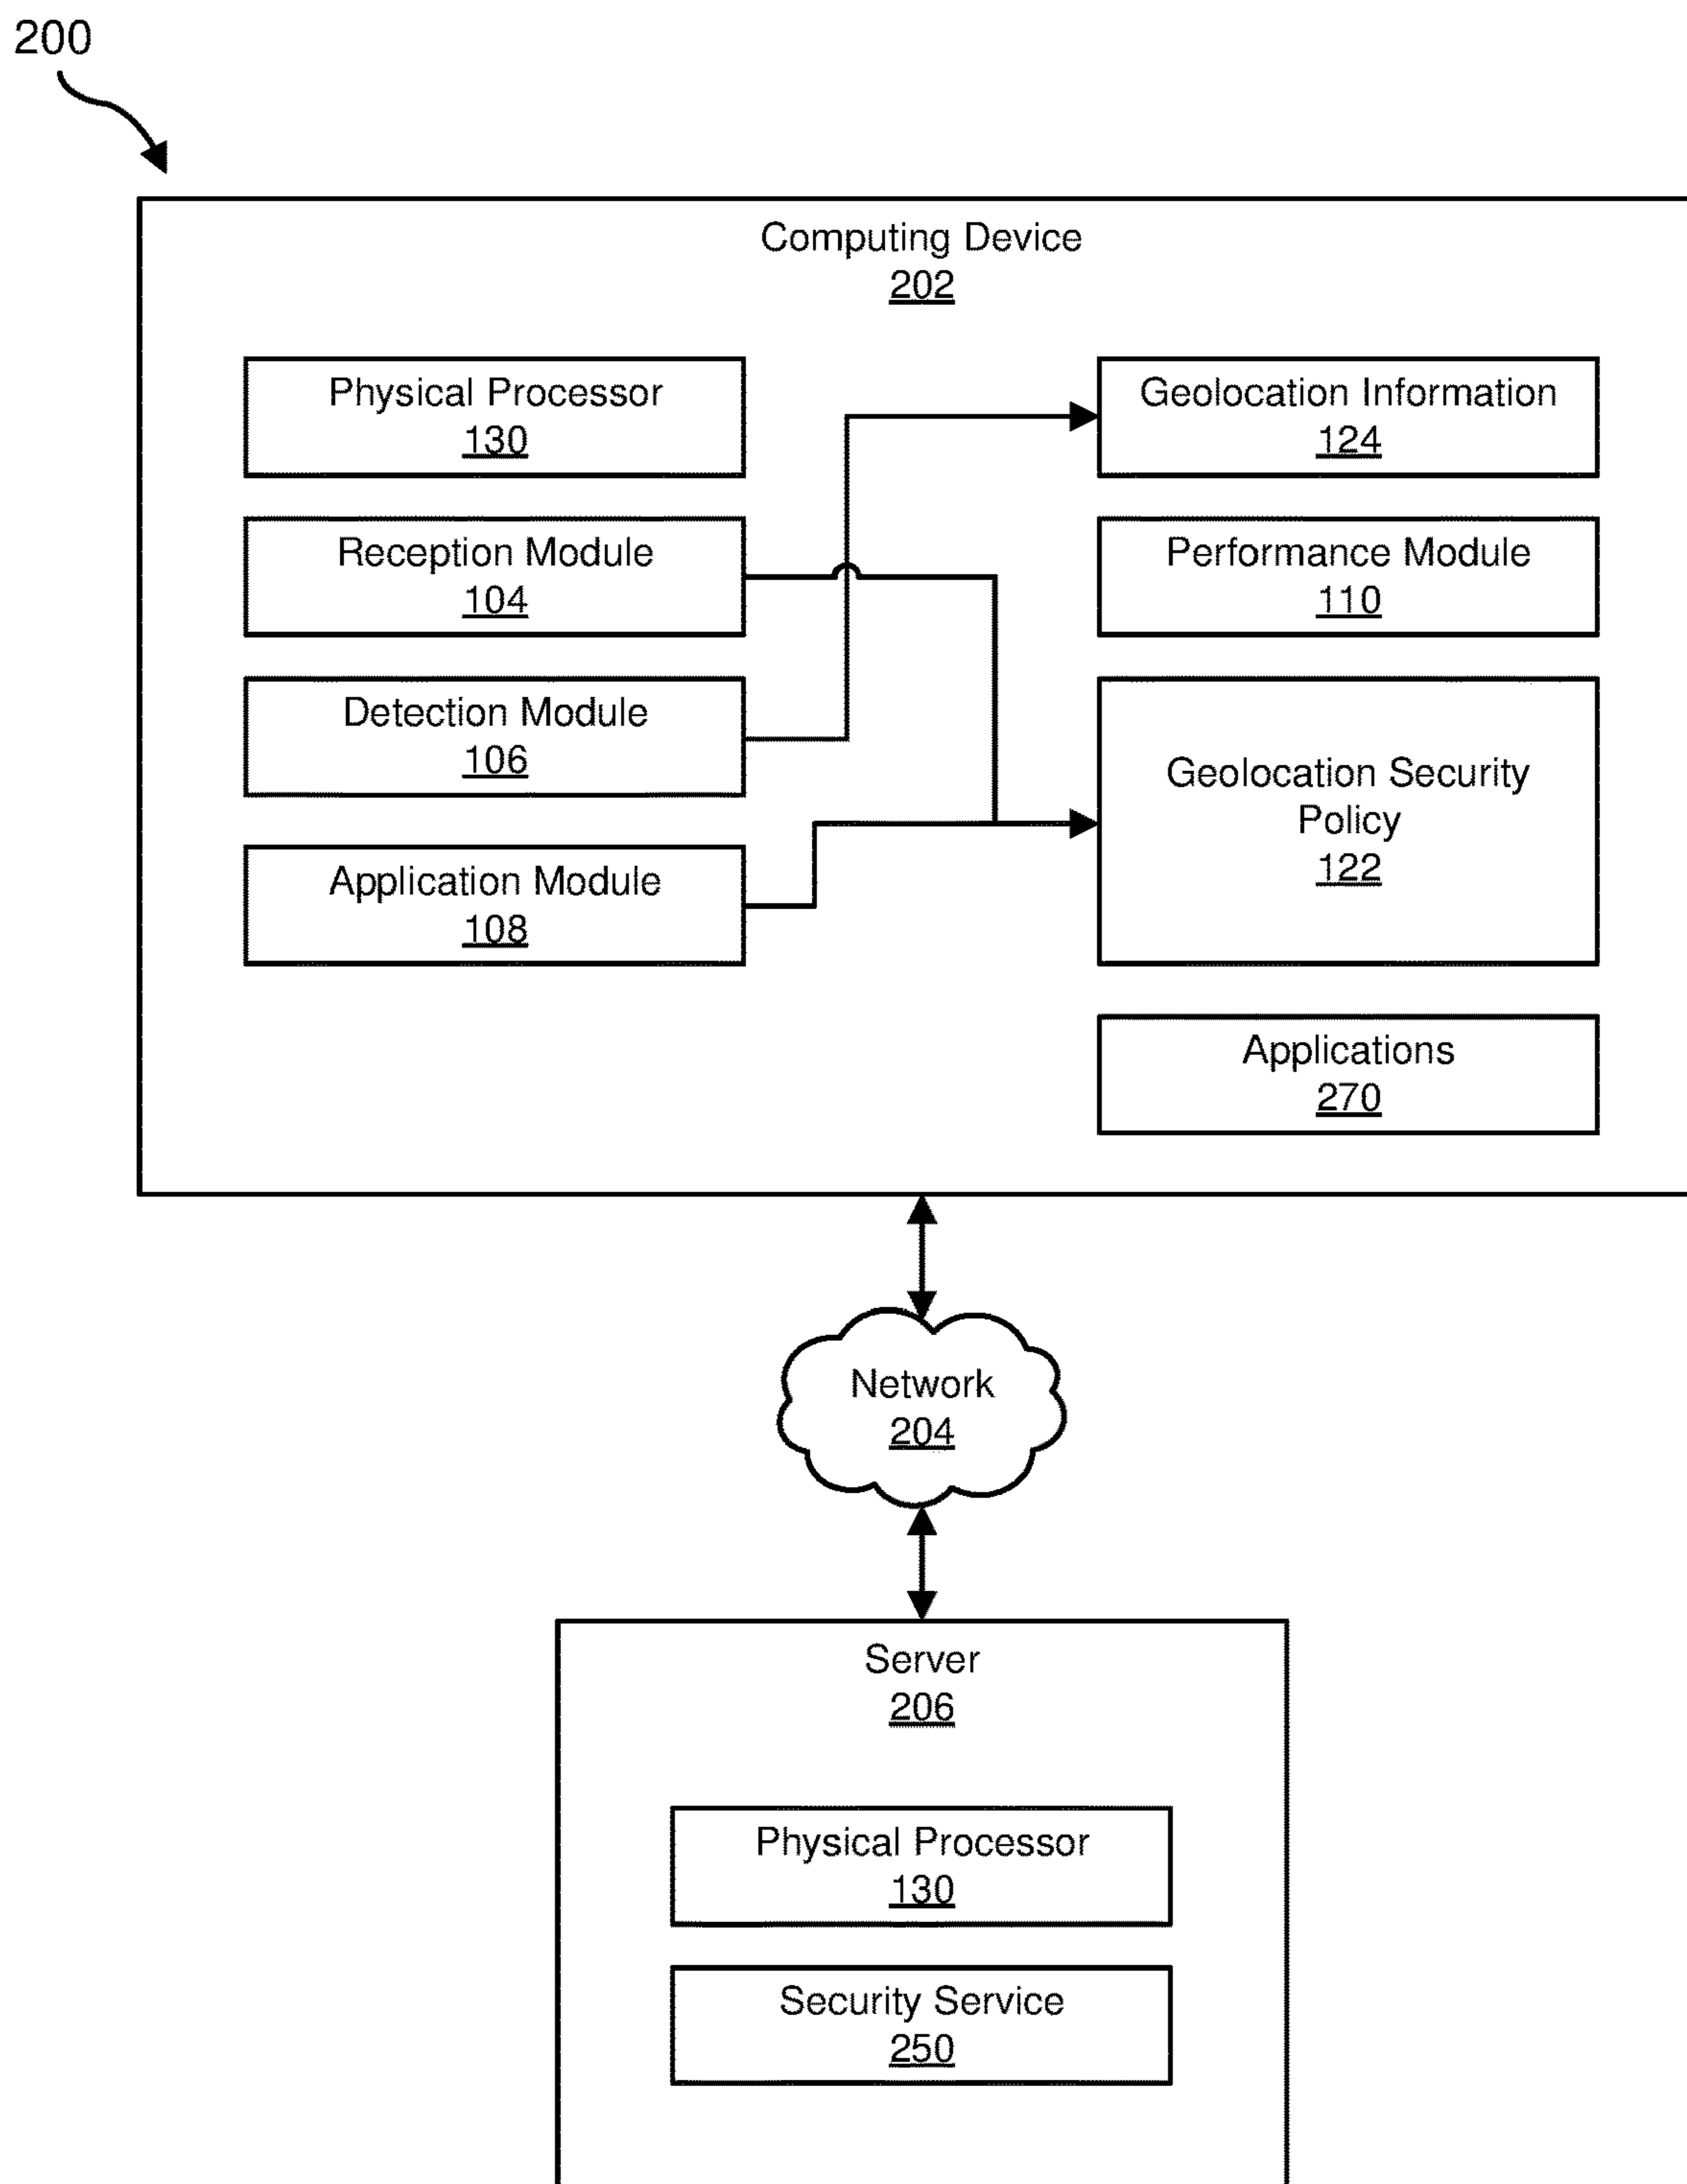 200
Computing Device
202
Physical Processor
130
Geolocation Information
124
Reception Module
104
Performance Module
110
Detection Module
106
Geolocation Security
Policy
122
Application Module
108
Applications
270
Network
204
Server
206
Physical Processor
130
Security Service
250